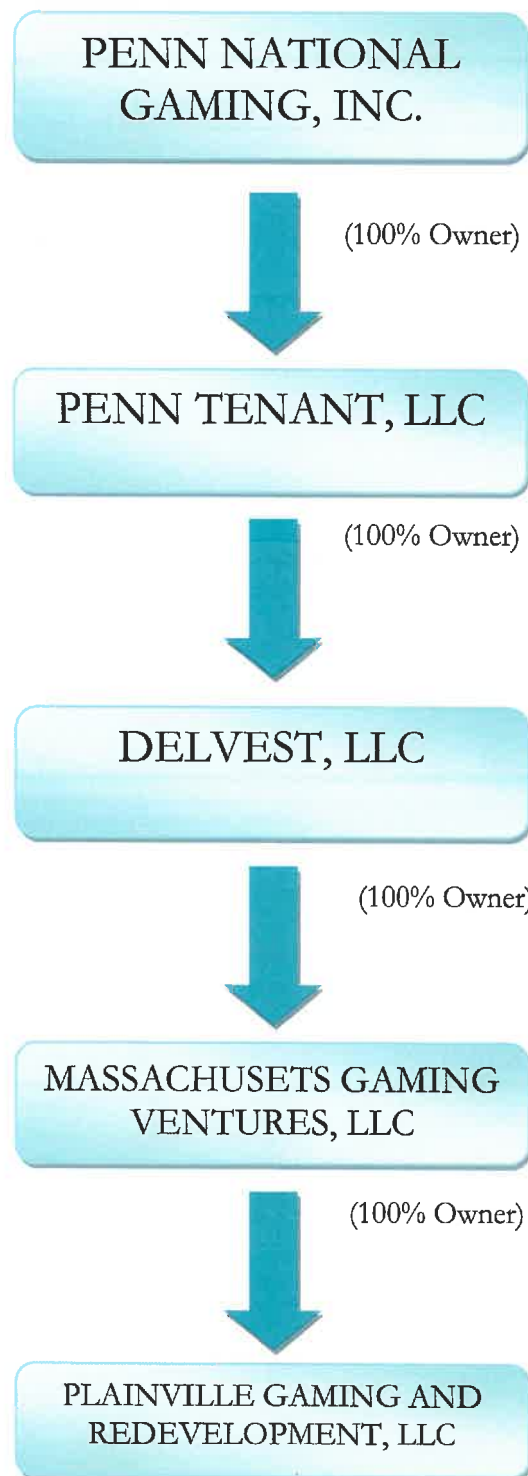 PENN NATIONAL
GAMING, INC.
(100% Owner)
PENN TENANT, LLC
(100% Owner)
DELVEST, LLC
(100% Owner)
MASSACHUSETS GAMING
VENTURES, LLC
(100% Owner)
PLAINVILLE GAMING AND
REDEVELOPMENT, LLC